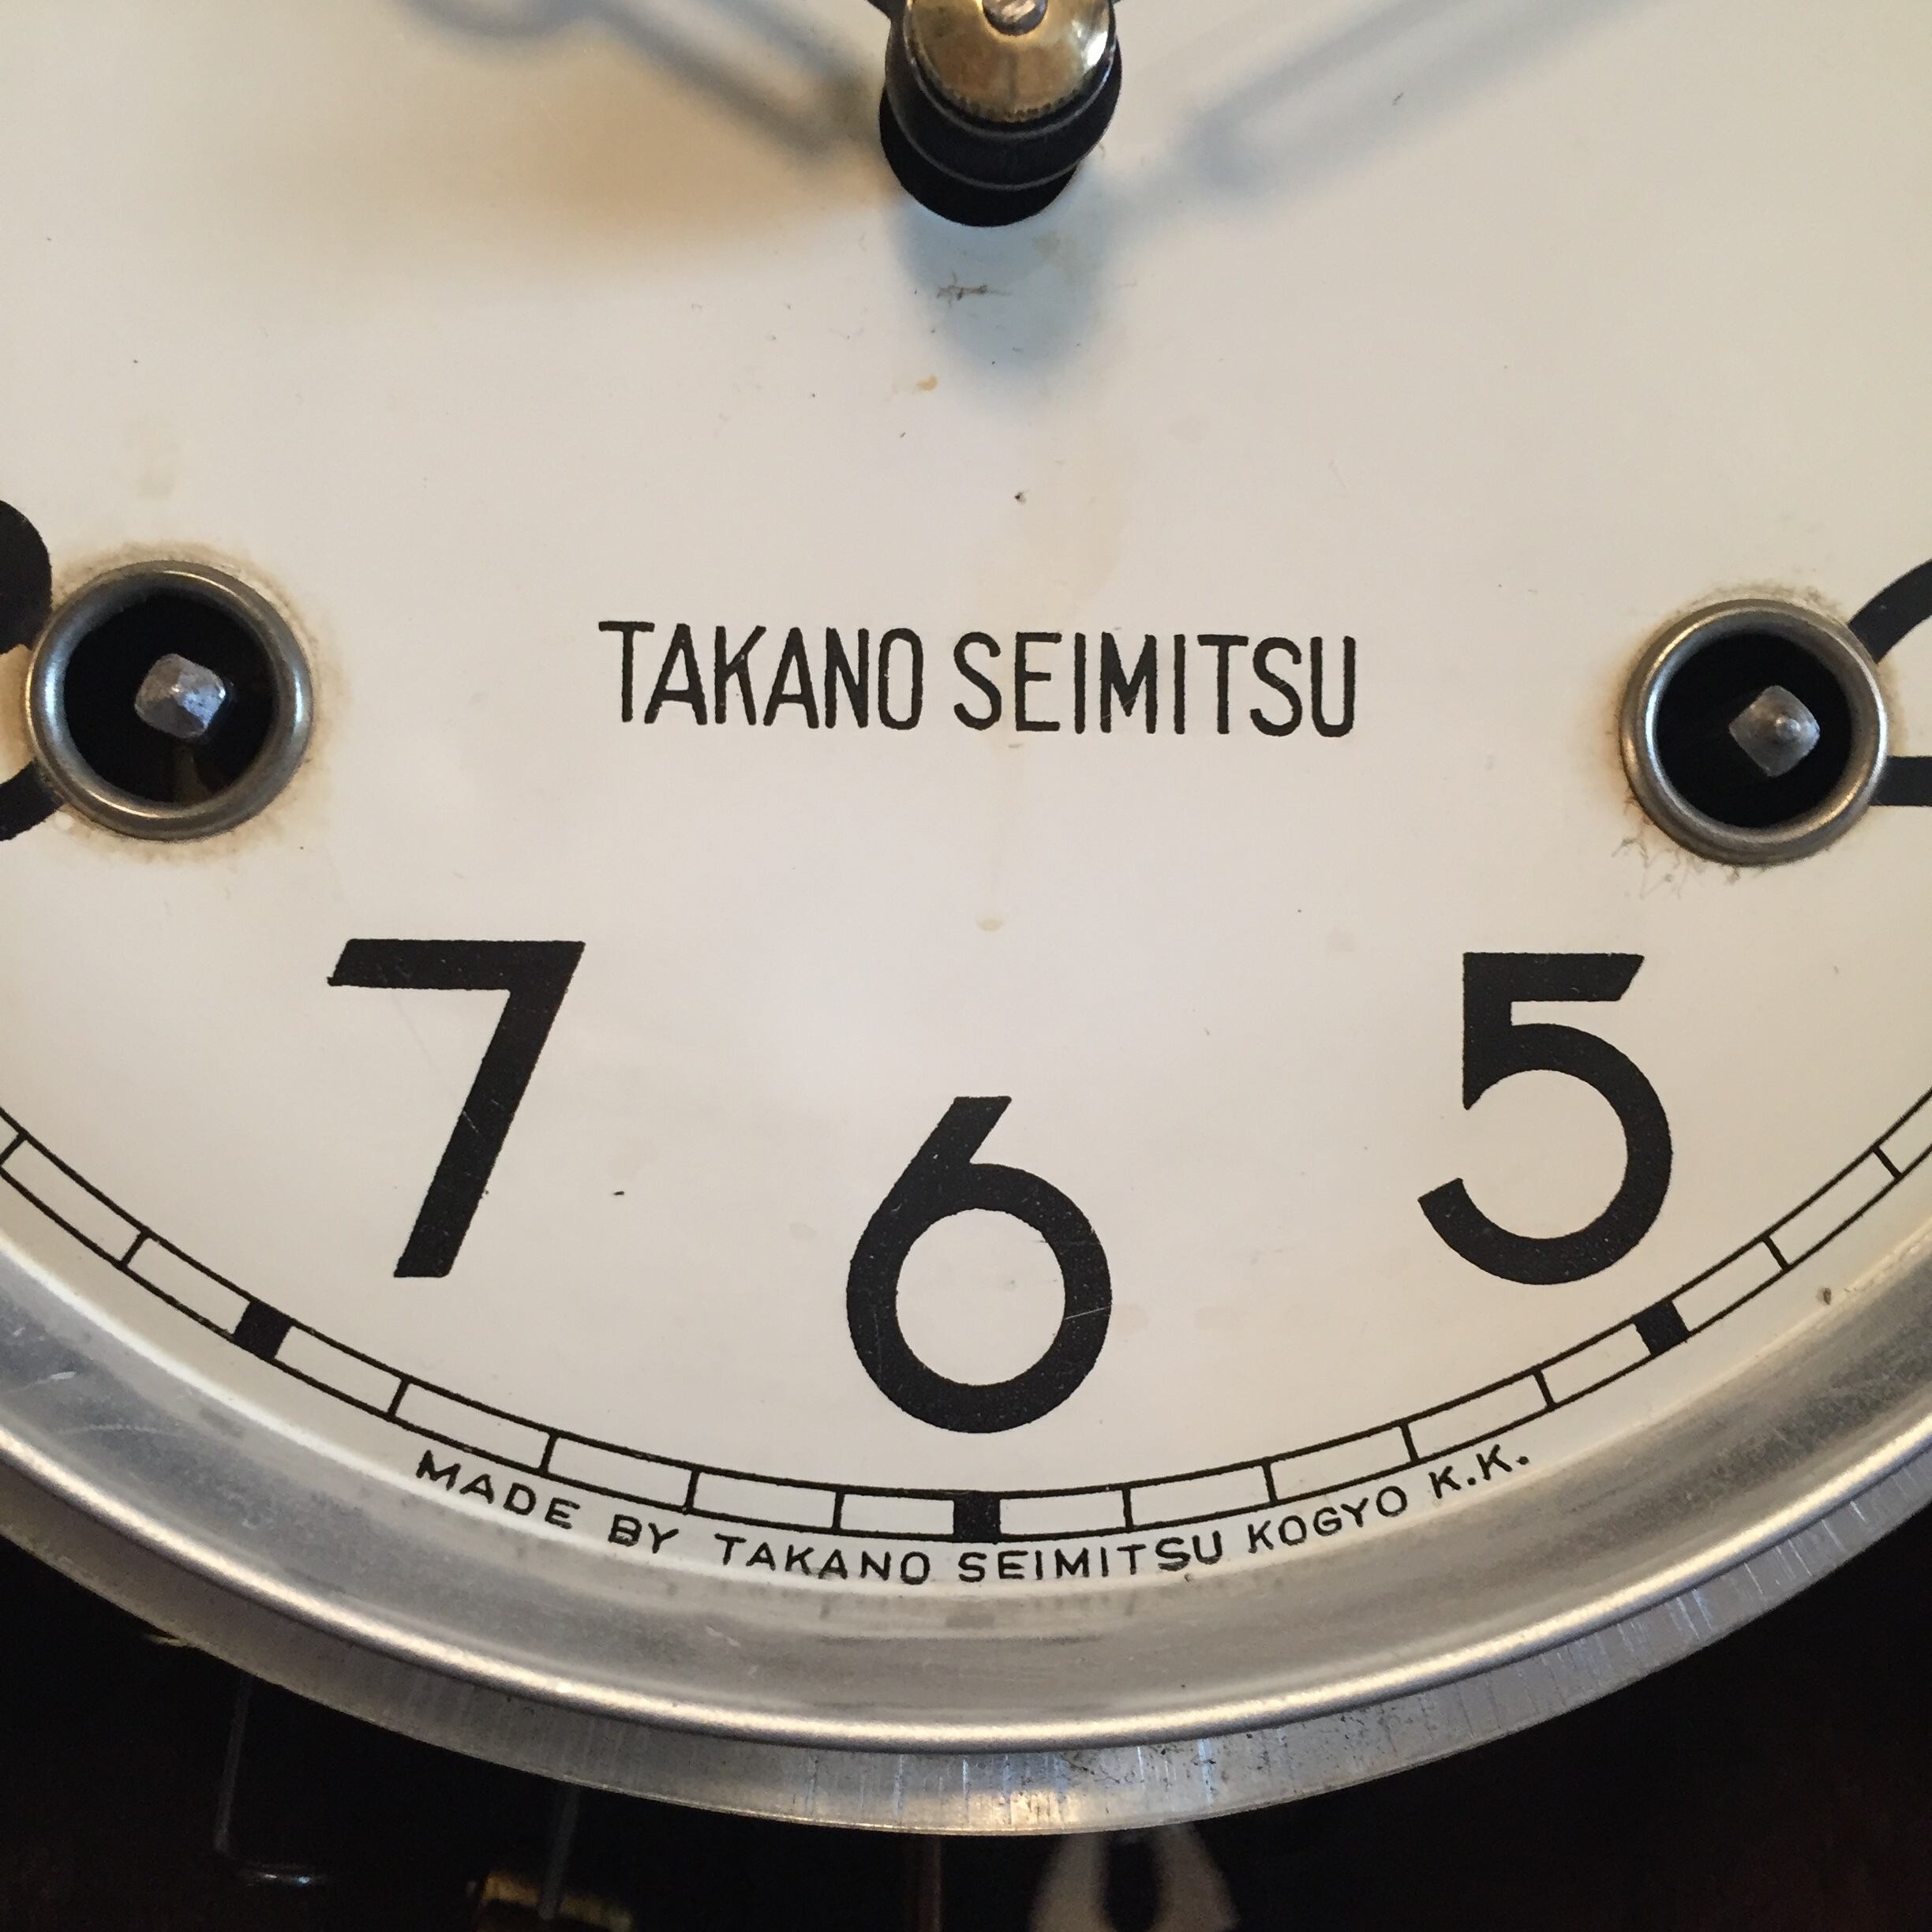 TAKANO SEIMITSU
7 6 5
MADE BY TAKANO SEIMITSU KOGYO K.K.